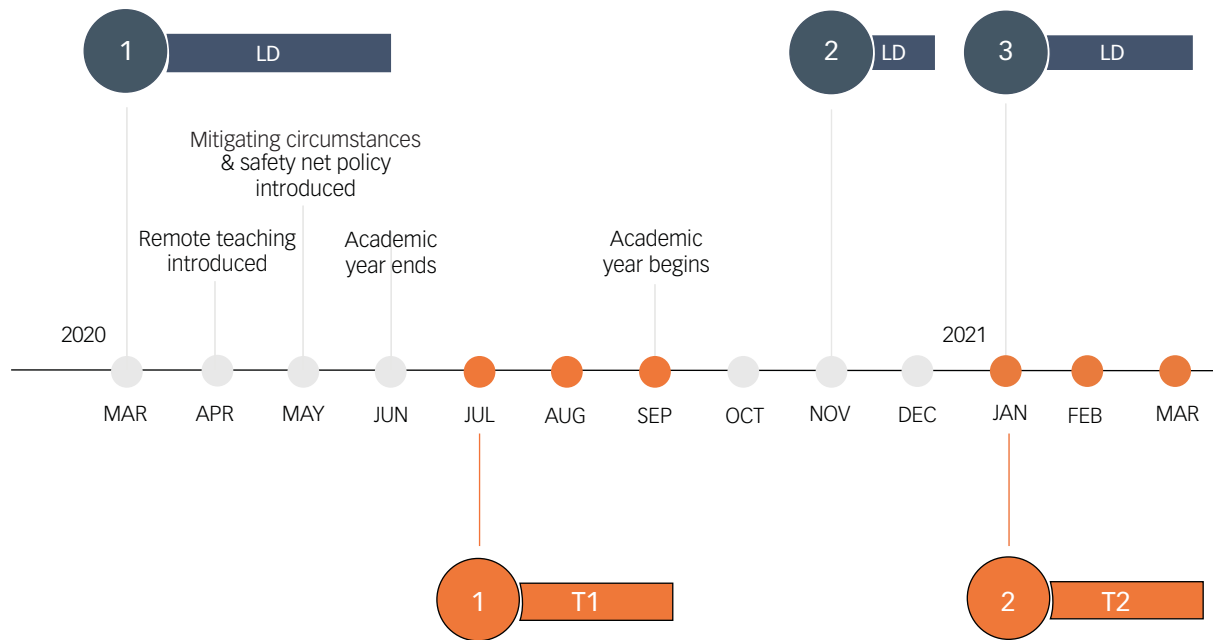 1
LD
2
LD
3
LD
Mitigating circumstances
& safety net policy
introduced
Remote teaching
introduced
Academic
year ends
Academic
year begins
2020
2021
MAR
APR
MAY
JUN
JUL
AUG
SEP
OCT
NOV
DEC
JAN
FEB
MAR
1
T1
2
T2